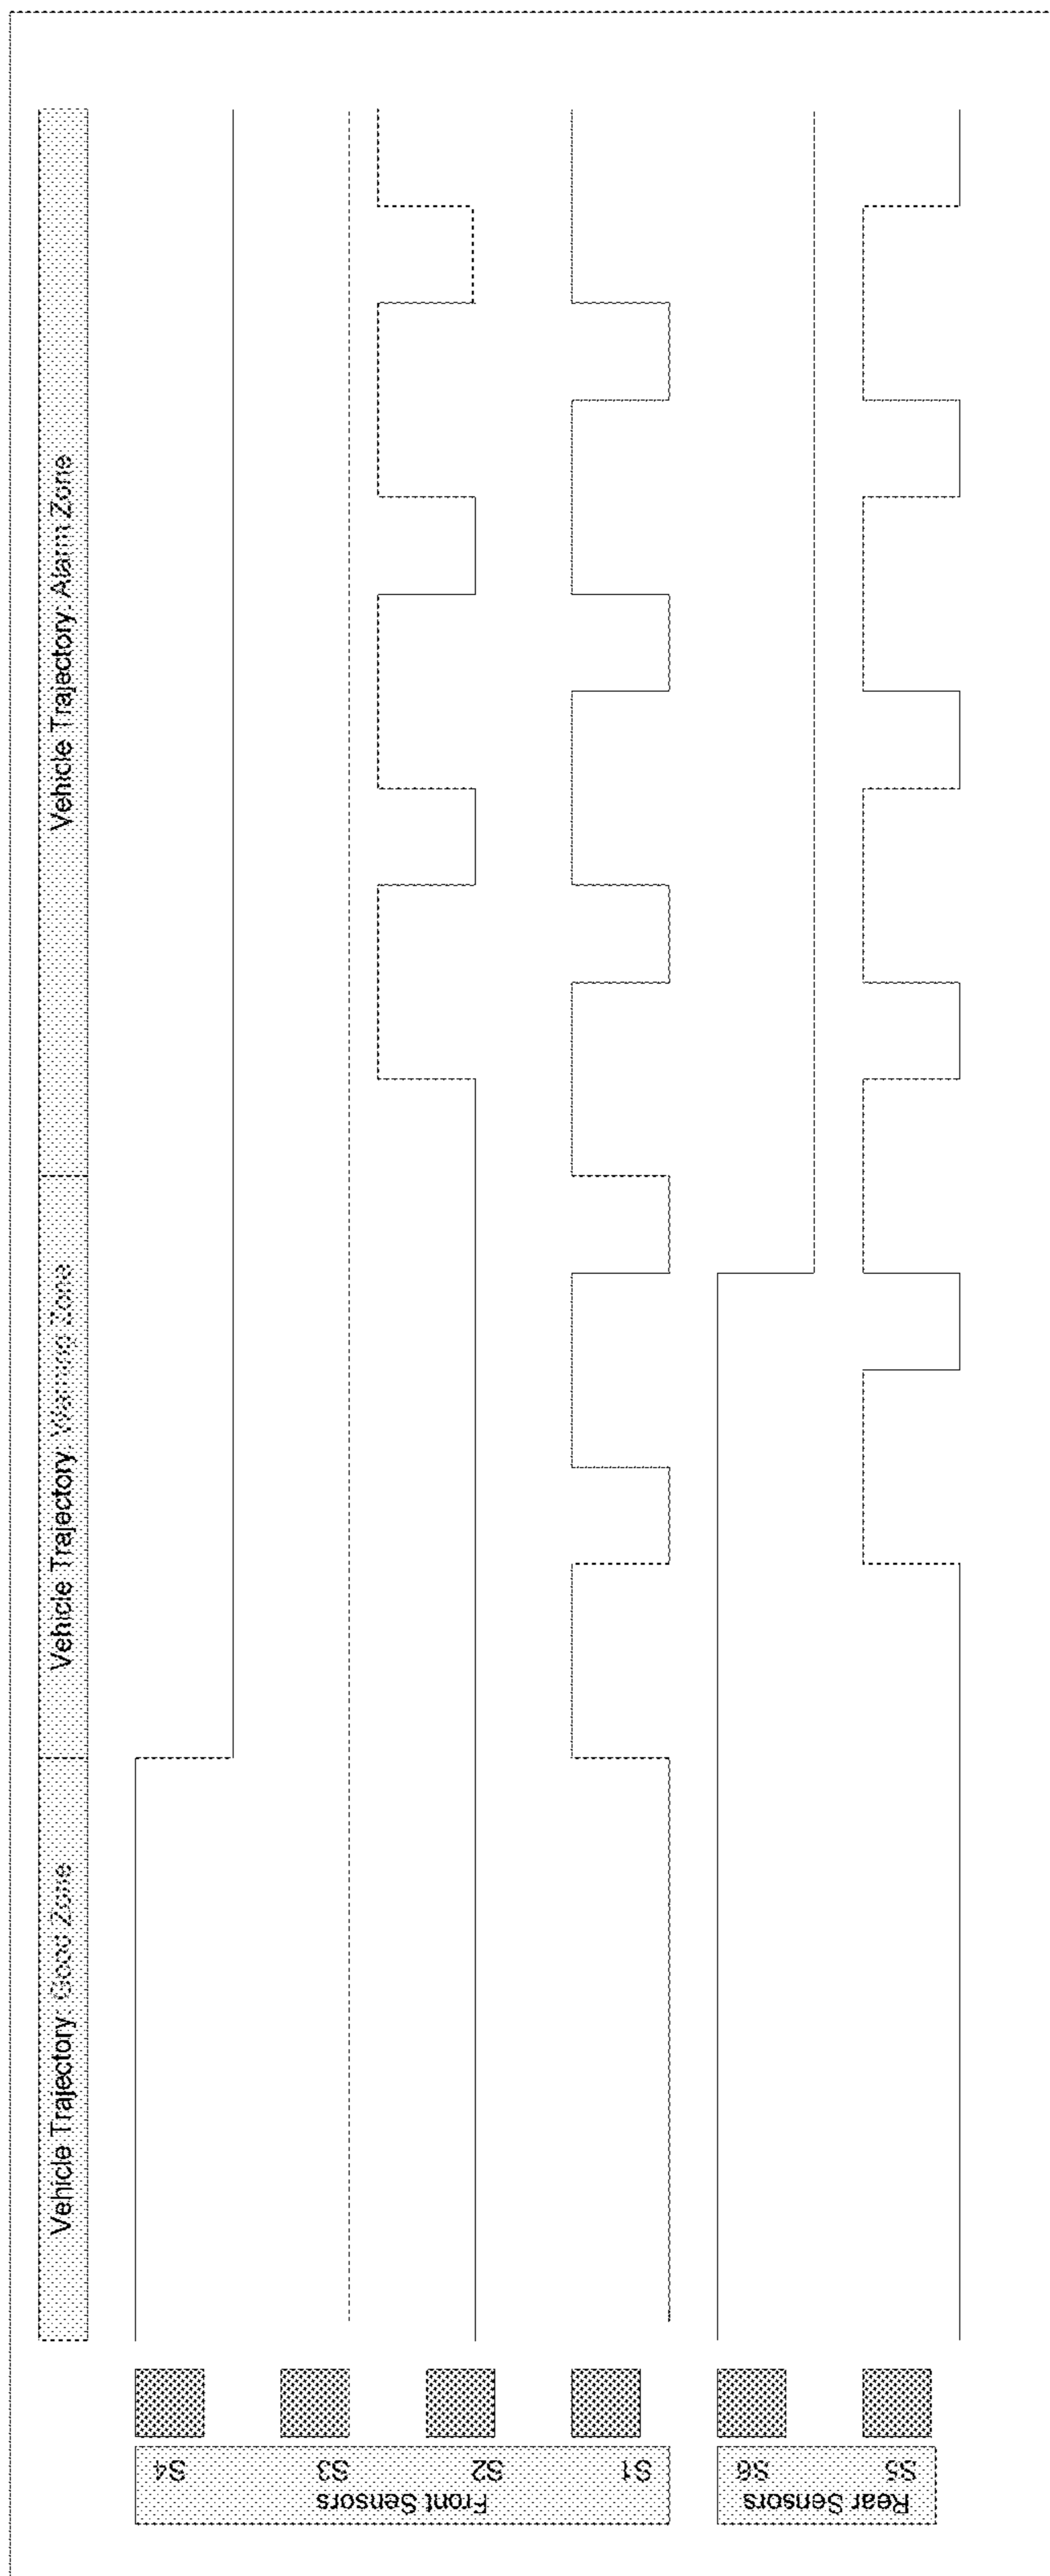 Vehicle Trajectory: Good Zone
Vehicle Trajectory: Warning Zone
Vehicle Trajectory: Alarm Zone
S4
S3
S2
S1
Front Sensors
S6
S5
Rear Sensors